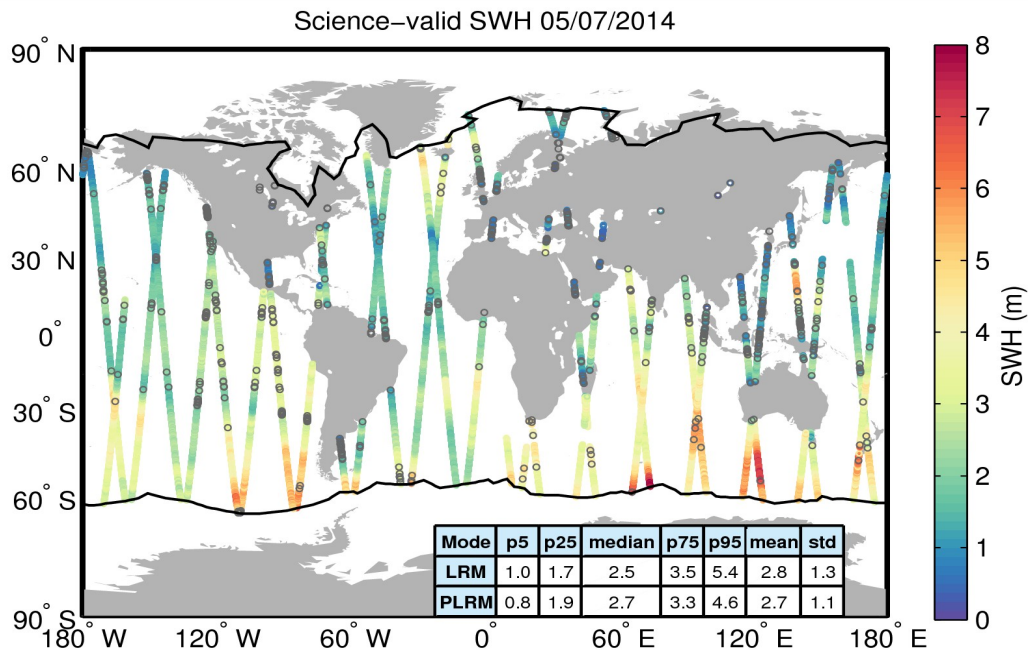 Science−valid SWH 05/07/2014
90° N
60° N
30° N
0°
30° S
60° S
90° S
180° W 120° W 60° W 0° 60° E 120° E 180° E
8
7
6
5
4
3
2
1
0
SWH (m)
Mode p5 p25 median p75 p95 mean std
LRM 1.0 1.7 2.5 3.5 5.4 2.8 1.3
PLRM 0.8 1.9 2.7 3.3 4.6 2.7 1.1